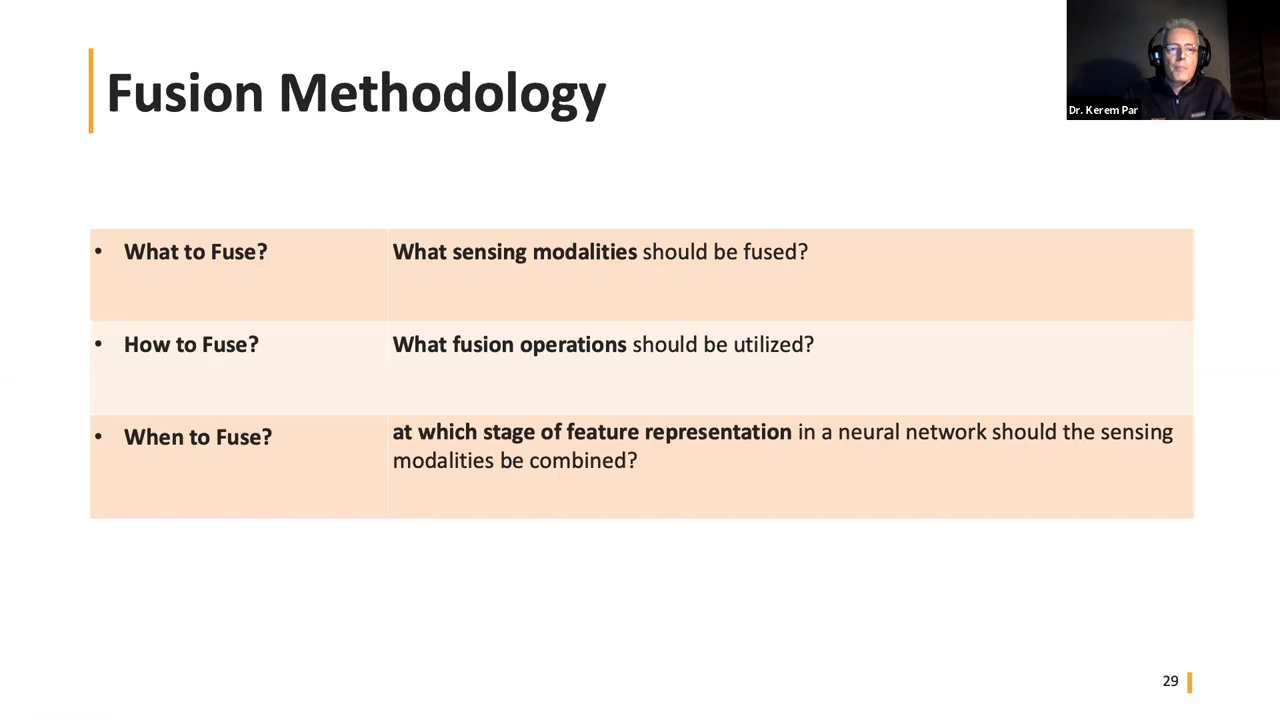 Fusion Methodology
Dr. Kerem Par
• What to Fuse?
What sensing modalities should be fused?
• How to Fuse?
What fusion operations should be utilized?
• When to Fuse?
at which stage of feature representation in a neural network should the sensing
modalities be combined?
29